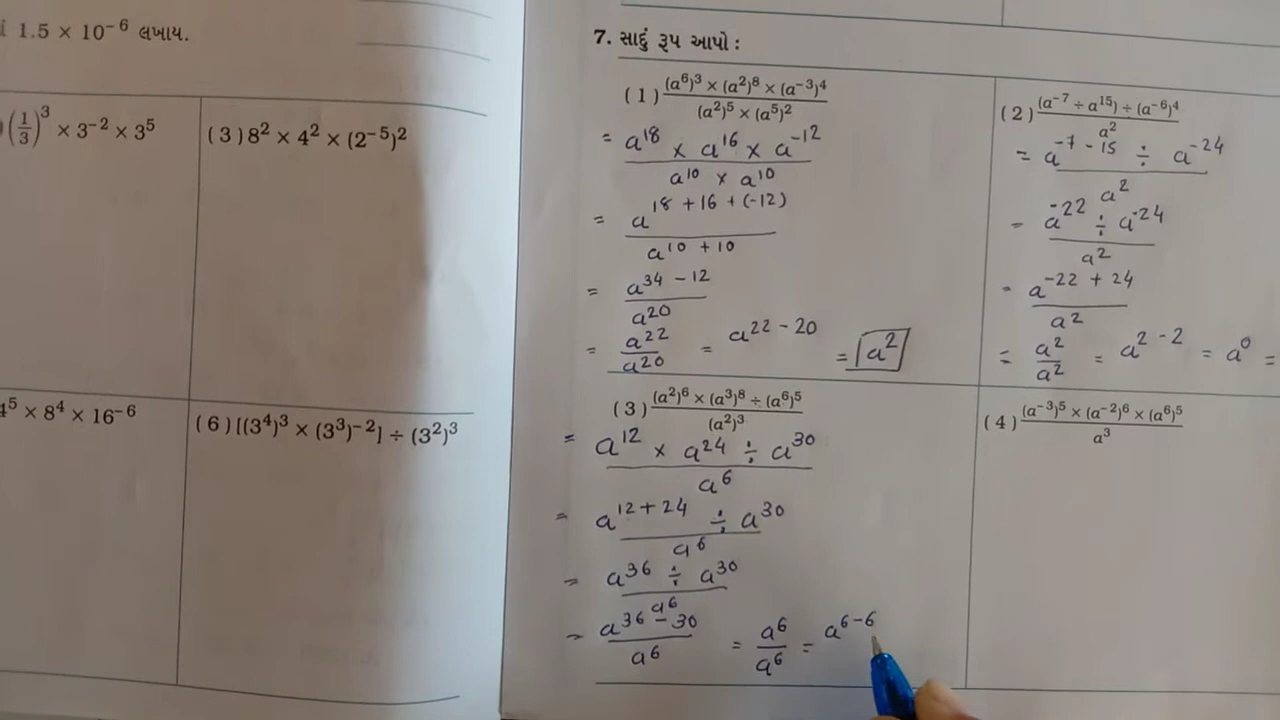 1.5 × 10⁻⁶ લખાય.
(1/3)³ × 3⁻² × 3⁵
(3) 8² × 4² × (2⁻⁵)²
4⁵ × 8⁴ × 16⁻⁶
(6) [(3⁴)³ × (3³)⁻²] ÷ (3²)³
7. સાદું રૂપ આપો :
(1) (a⁶)³ × (a²)⁸ × (a⁻³)⁴
(a²)⁵ × (a⁵)²
= a¹⁸ × a¹⁶ × a⁻¹²
a¹⁰ × a¹⁰
= a¹⁸ ⁺ ¹⁶ ⁺ ⁽⁻¹²⁾
a¹⁰ ⁺ ¹⁰
= a³⁴ ⁻ ¹²
a²⁰
= a²²/a²⁰ = a²² ⁻ ²⁰ = a²
(2) (a⁻⁷ ÷ a¹⁵) ÷ (a⁻⁶)⁴
a²
= a⁻⁷ ⁻ ¹⁵ ÷ a⁻²⁴
a²
= a⁻²² ÷ a⁻²⁴
a²
= a⁻²² ⁺ ²⁴
a²
= a²/a² = a² ⁻ ² = a⁰ =
(3) (a²)⁶ × (a³)⁸ ÷ (a⁶)⁵
(a²)³
= a¹² × a²⁴ ÷ a³⁰
a⁶
= a¹² ⁺ ²⁴ ÷ a³⁰
a⁶
= a³⁶ ÷ a³⁰
a⁶
= a³⁶ ⁻ ³⁰/a⁶ = a⁶/a⁶ = a⁶⁻⁶
(4) (a⁻³)⁵ × (a⁻²)⁶ × (a⁶)⁵
a³